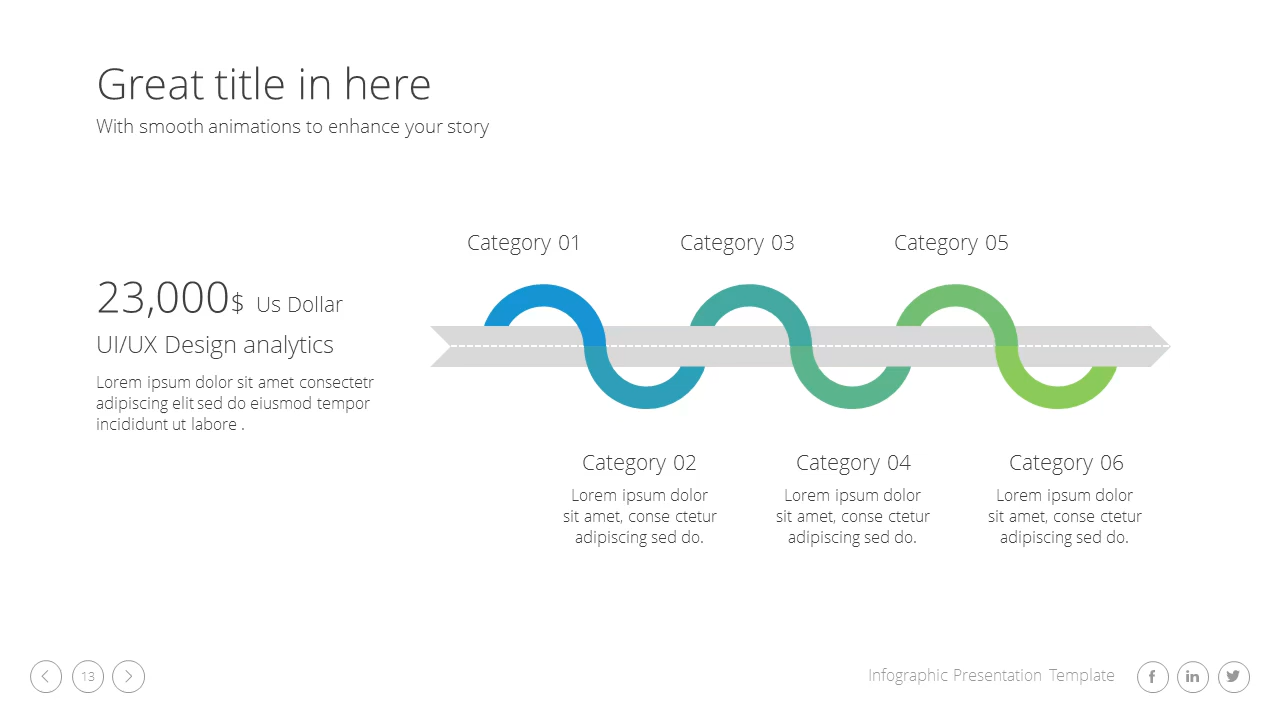 Great title in here
With smooth animations to enhance your story
Category 01
Category 03
Category 05
23,000$ Us Dollar
UI/UX Design analytics
Lorem ipsum dolor sit amet consectetr
adipiscing elit sed do eiusmod tempor
incididunt ut labore .
Category 02
Lorem ipsum dolor
sit amet, conse ctetur
adipiscing sed do.
Category 04
Lorem ipsum dolor
sit amet, conse ctetur
adipiscing sed do.
Category 06
Lorem ipsum dolor
sit amet, conse ctetur
adipiscing sed do.
13
Infographic Presentation Template
f
in